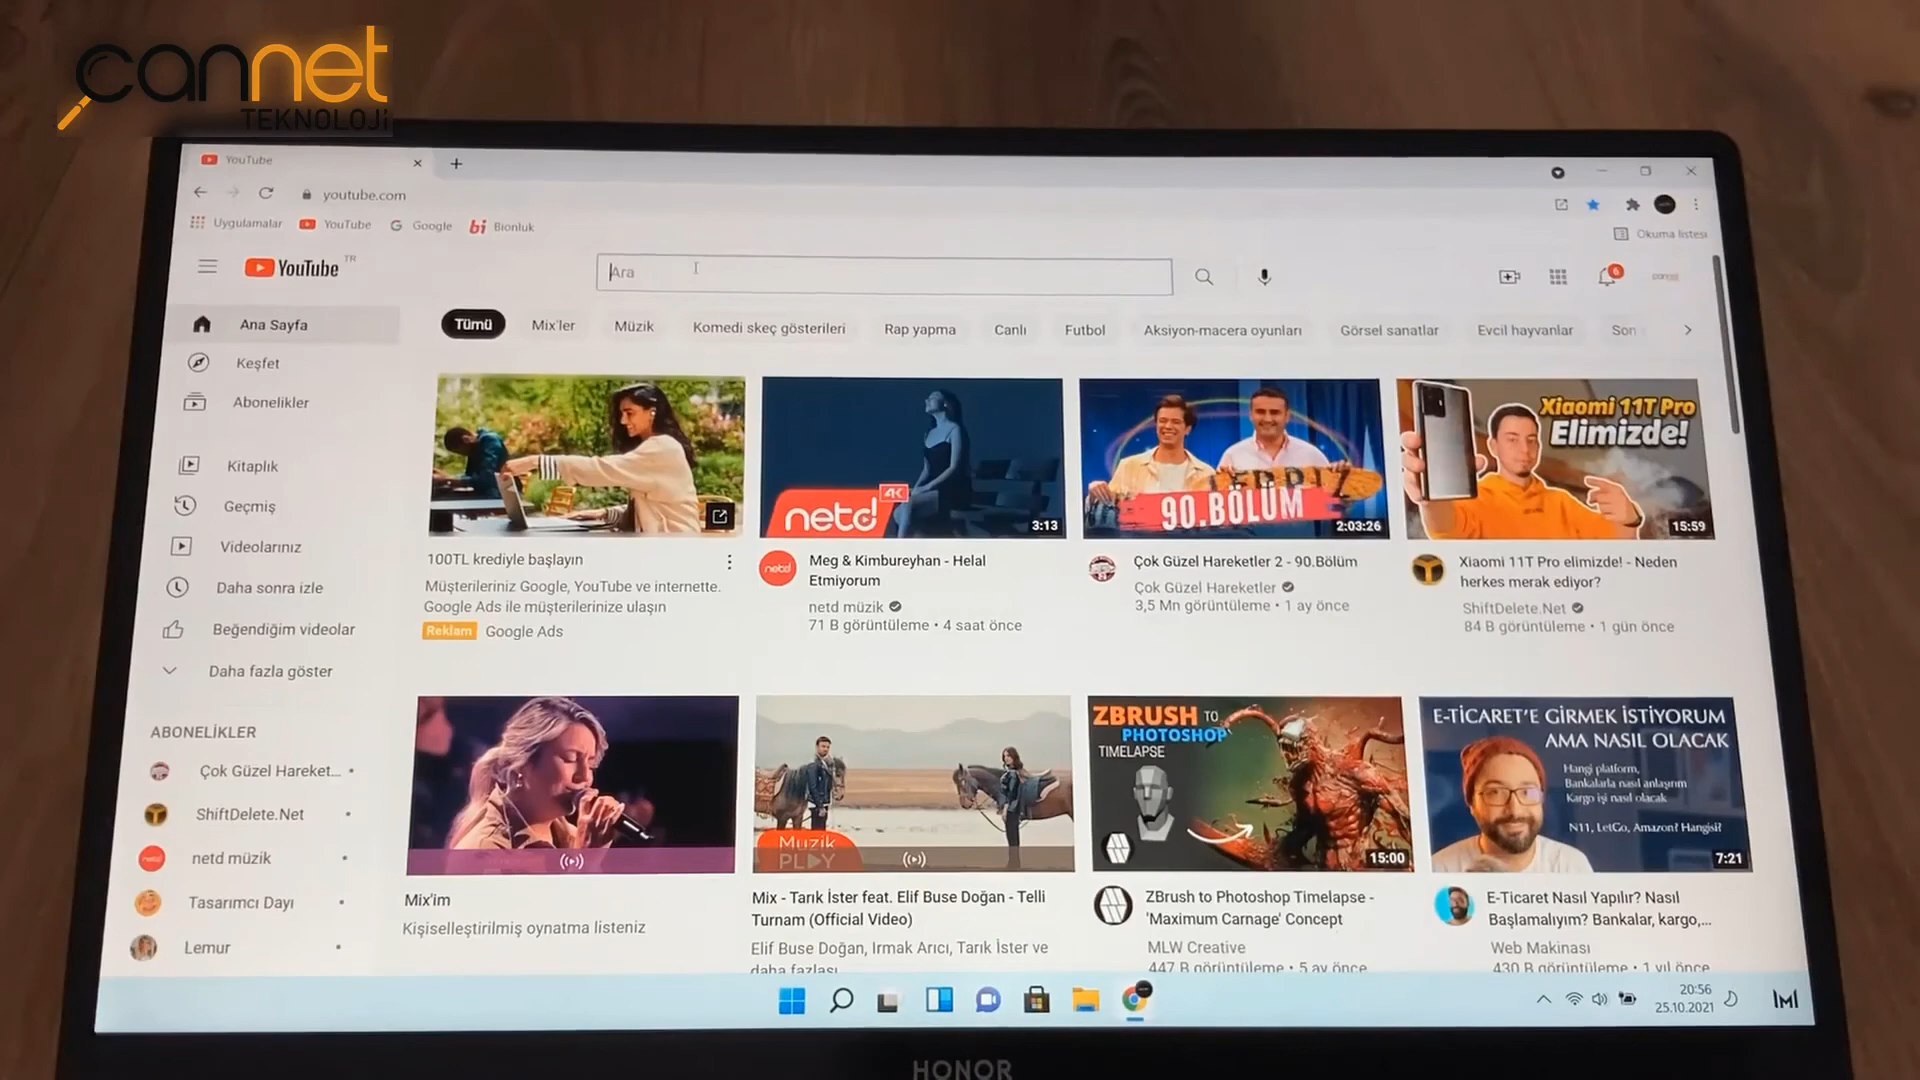 cannet
TEKNOLOJİ
YouTube
youtube.com
Uygulamalar YouTube Google bi Bionluk
Okuma listesi
YouTube TR
Ara
6
Ana Sayfa
Keşfet
Abonelikler
Kitaplık
Geçmiş
Videolarınız
Daha sonra izle
Beğendiğim videolar
Daha fazla göster
ABONELİKLER
Çok Güzel Hareket...
ShiftDelete.Net
netd müzik
Tasarımcı Dayı
Lemur
Tümü Mix'ler Müzik Komedi skeç gösterileri Rap yapma Canlı Futbol Aksiyon-macera oyunları Görsel sanatlar Evcil hayvanlar Son
100TL krediyle başlayın
Müşterileriniz Google, YouTube ve internette.
Google Ads ile müşterilerinize ulaşın
Reklam Google Ads
netd
4K
3:13
netd
Meg & Kimbureyhan - Helal
Etmiyorum
netd müzik
71 B görüntüleme • 4 saat önce
90.BÖLÜM
2:03:26
Çok Güzel Hareketler 2 - 90.Bölüm
Çok Güzel Hareketler
3,5 Mn görüntüleme • 1 ay önce
Xiaomi 11T Pro
Elimizde!
15:59
Xiaomi 11T Pro elimizde! - Neden
herkes merak ediyor?
ShiftDelete.Net
84 B görüntüleme • 1 gün önce
Mix'im
Kişiselleştirilmiş oynatma listeniz
Muzik
PLAY
Mix - Tarık İster feat. Elif Buse Doğan - Telli
Turnam (Official Video)
Elif Buse Doğan, Irmak Arıcı, Tarık İster ve
daha fazlası
ZBRUSH TO
PHOTOSHOP
TIMELAPSE
15:00
ZBrush to Photoshop Timelapse -
'Maximum Carnage' Concept
MLW Creative
447 B görüntüleme • 5 ay önce
E-TİCARET'E GİRMEK İSTİYORUM
AMA NASIL OLACAK
Hangi platform,
Bankalarla nasıl anlaşırım
Kargo işi nasıl olacak
N11, LetGo, Amazon? Hangisi?
7:21
E-Ticaret Nasıl Yapılır? Nasıl
Başlamalıyım? Bankalar, kargo,...
Web Makinası
430 B görüntüleme • 1 yıl önce
20:56
25.10.2021
HONOR